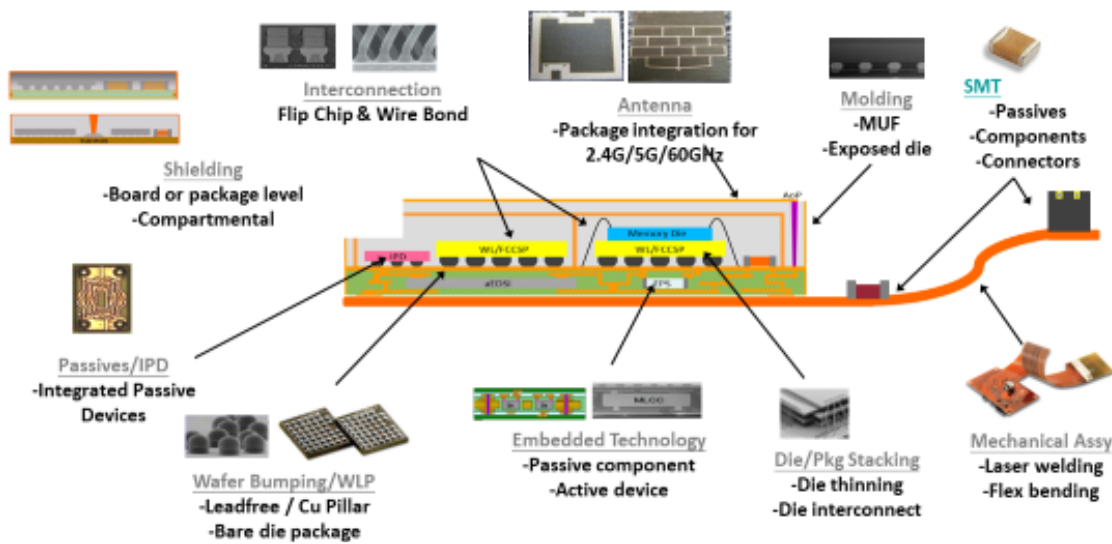 Interconnection
Flip Chip & Wire Bond
Antenna
-Package integration for
2.4G/5G/60GHz
Molding
-MUF
-Exposed die
SMT
-Passives
-Components
-Connectors
Shielding
-Board or package level
-Compartmental
AoP
Memory Die
IPD
WL/FCCSP
WL/FCCSP
aEDSI
Passives/IPD
-Integrated Passive
Devices
MLCC
Wafer Bumping/WLP
-Leadfree / Cu Pillar
-Bare die package
Embedded Technology
-Passive component
-Active device
Die/Pkg Stacking
-Die thinning
-Die interconnect
Mechanical Assy
-Laser welding
-Flex bending